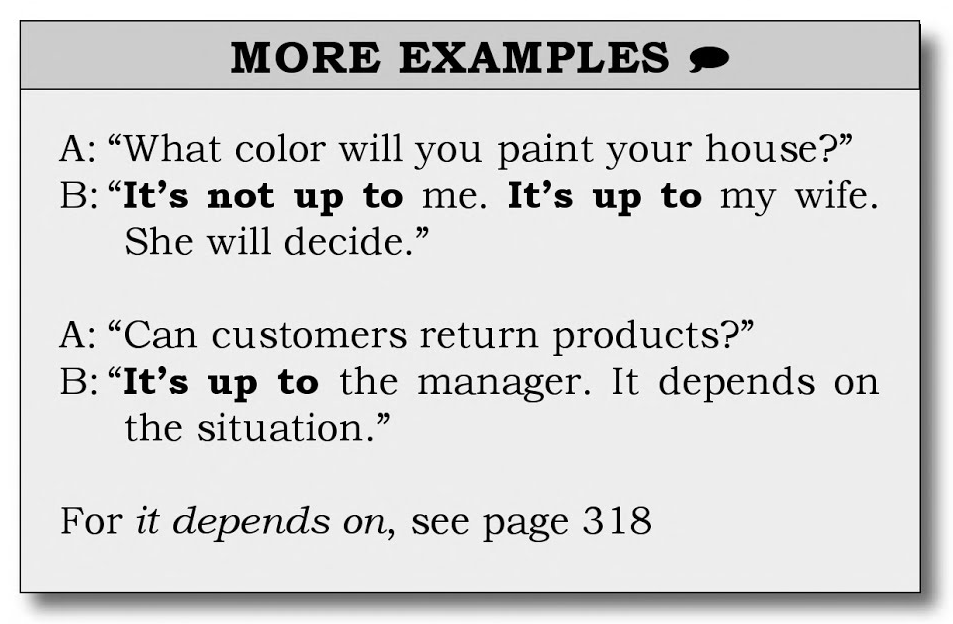 MORE EXAMPLES
A: “What color will you paint your house?”
B: “It’s not up to me. It’s up to my wife.
She will decide.”
A: “Can customers return products?”
B: “It’s up to the manager. It depends on
the situation.”
For it depends on, see page 318